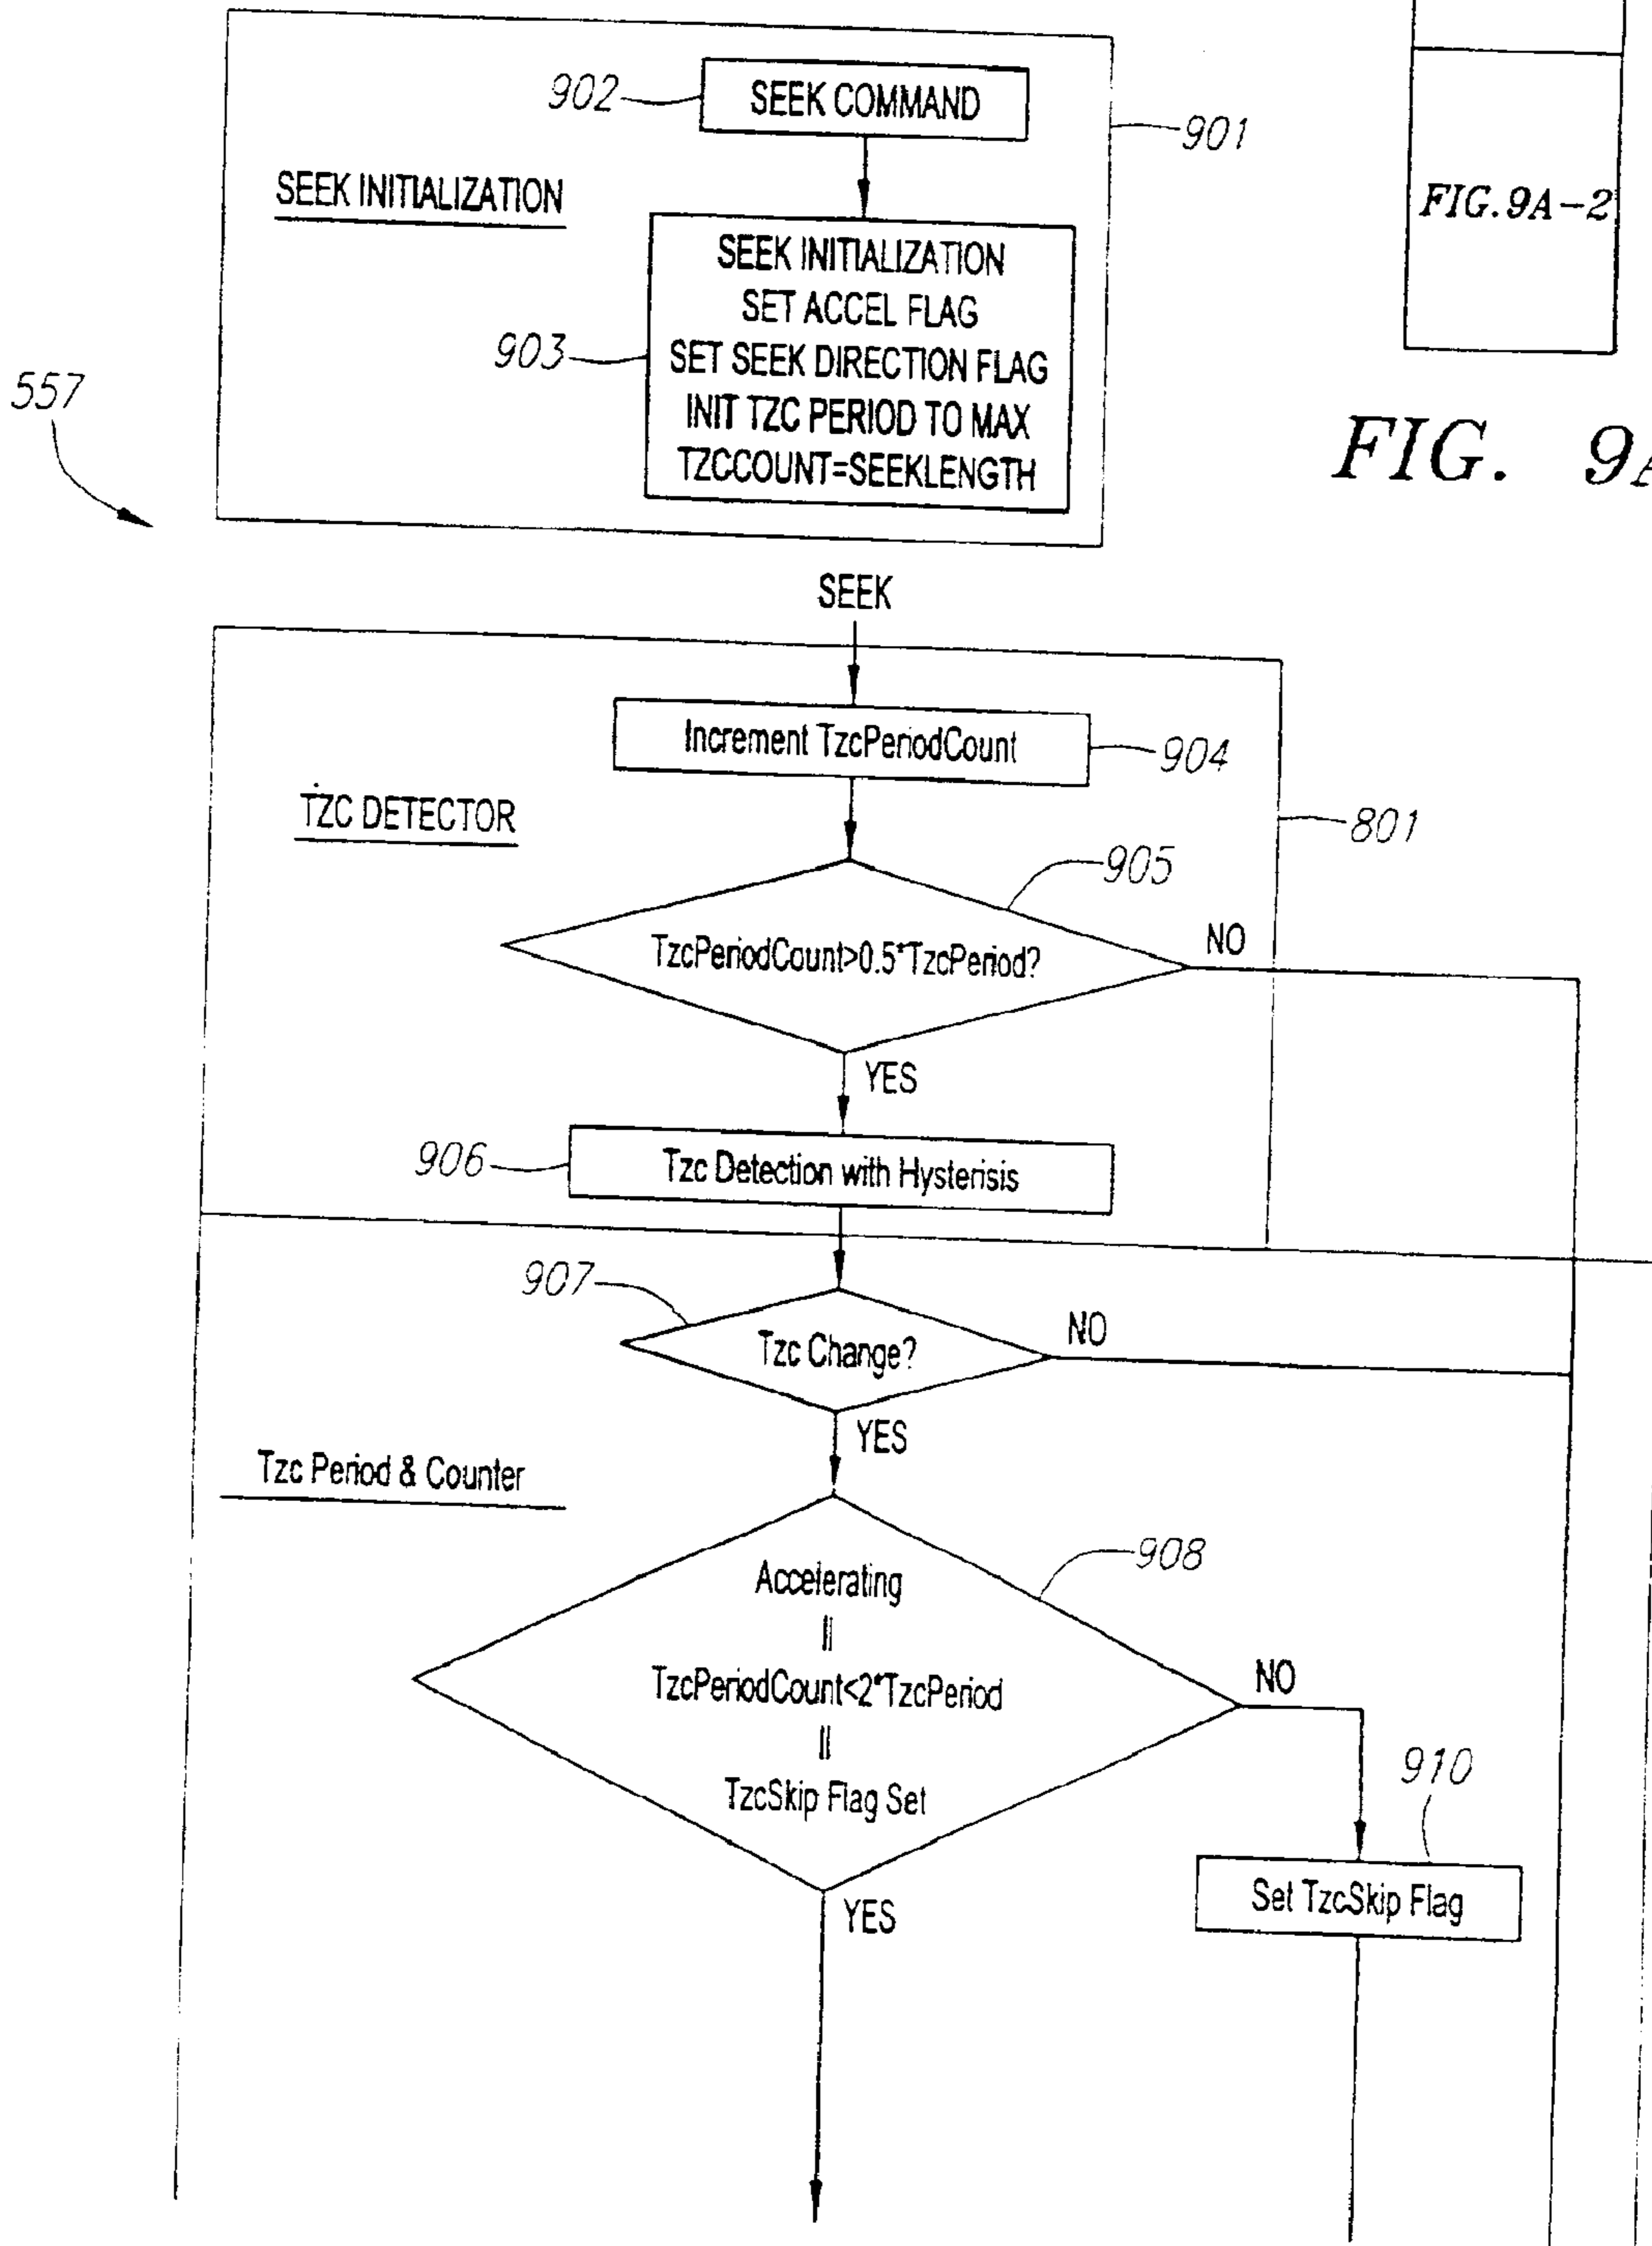 902
SEEK COMMAND
901
SEEK INITIALIZATION
FIG.9A-2
SEEK INITIALIZATION
SET ACCEL FLAG
903
SET SEEK DIRECTION FLAG
INIT TZC PERIOD TO MAX
TZCCOUNT=SEEKLENGTH
557
FIG. 9A
SEEK
Increment TzcPeriodCount
904
TZC DETECTOR
801
905
TzcPeriodCount>0.5*TzcPeriod?
NO
YES
906
Tzc Detection with Hysterisis
907
Tzc Change?
NO
YES
Tzc Period & Counter
908
Accelerating
||
TzcPeriodCount<2*TzcPeriod
||
TzcSkip Flag Set
NO
910
Set TzcSkip Flag
YES